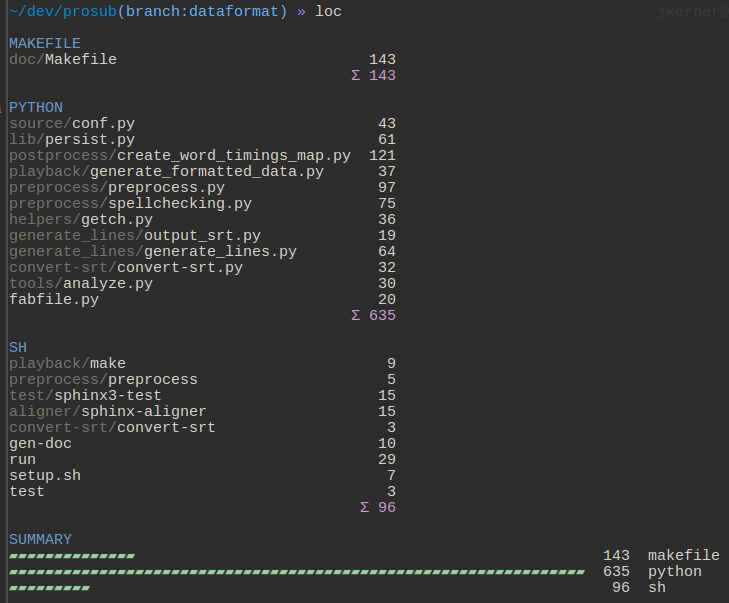 ~/dev/prosub(branch:dataformat) » loc jwerner@
MAKEFILE
doc/Makefile 143
Σ 143
PYTHON
source/conf.py 43
lib/persist.py 61
postprocess/create_word_timings_map.py 121
playback/generate_formatted_data.py 37
preprocess/preprocess.py 97
preprocess/spellchecking.py 75
helpers/getch.py 36
generate_lines/output_srt.py 19
generate_lines/generate_lines.py 64
convert-srt/convert-srt.py 32
tools/analyze.py 30
fabfile.py 20
Σ 635
SH
playback/make 9
preprocess/preprocess 5
test/sphinx3-test 15
aligner/sphinx-aligner 15
convert-srt/convert-srt 3
gen-doc 10
run 29
setup.sh 7
test 3
Σ 96
SUMMARY
143 makefile
635 python
96 sh